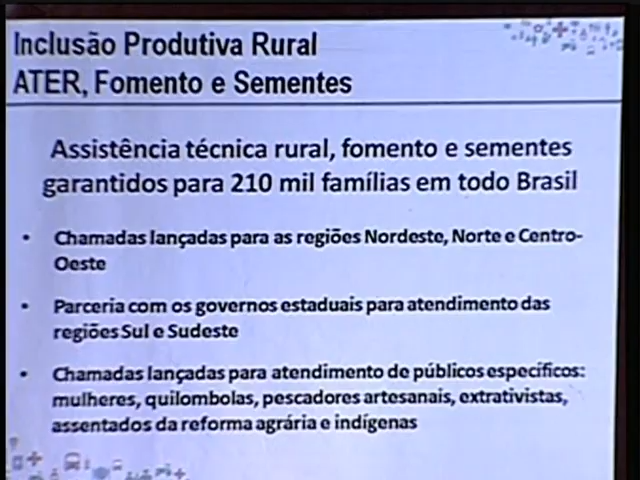 Inclusão Produtiva Rural
ATER, Fomento e Sementes
Assistência técnica rural, fomento e sementes
garantidos para 210 mil famílias em todo Brasil
• Chamadas lançadas para as regiões Nordeste, Norte e Centro-
Oeste
• Parceria com os governos estaduais para atendimento das
regiões Sul e Sudeste
• Chamadas lançadas para atendimento de públicos específicos:
mulheres, quilombolas, pescadores artesanais, extrativistas,
assentados da reforma agrária e indígenas